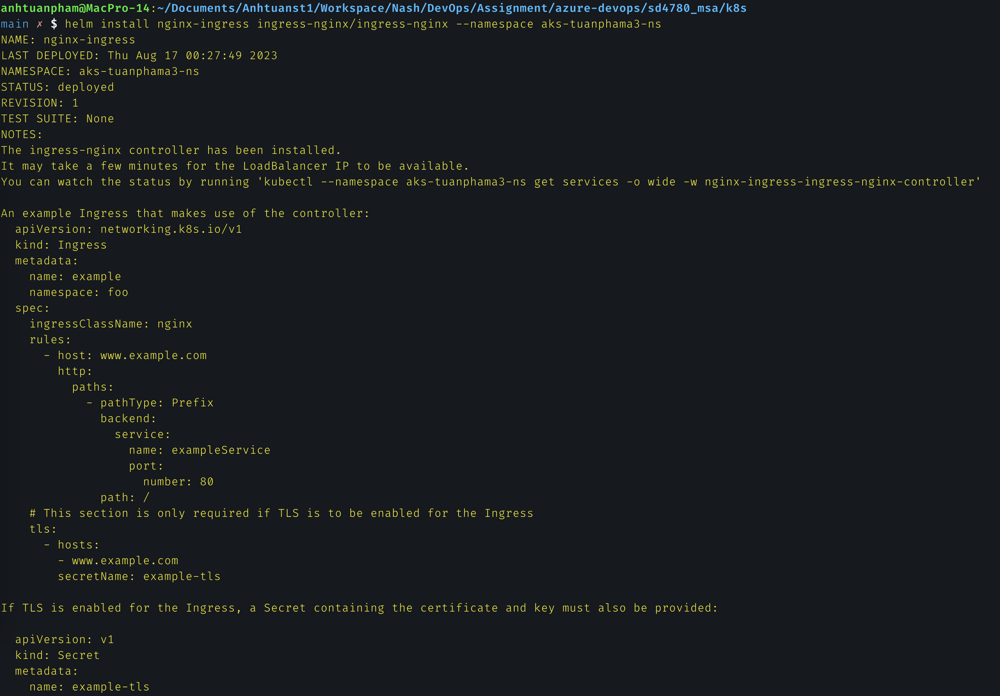 anhtuanpham@MacPro-14:~/Documents/Anhtuanst1/Workspace/Nash/DevOps/Assignment/azure-devops/sd4780_msa/k8s
main ✗ $ helm install nginx-ingress ingress-nginx/ingress-nginx --namespace aks-tuanphama3-ns
NAME: nginx-ingress
LAST DEPLOYED: Thu Aug 17 00:27:49 2023
NAMESPACE: aks-tuanphama3-ns
STATUS: deployed
REVISION: 1
TEST SUITE: None
NOTES:
The ingress-nginx controller has been installed.
It may take a few minutes for the LoadBalancer IP to be available.
You can watch the status by running 'kubectl --namespace aks-tuanphama3-ns get services -o wide -w nginx-ingress-ingress-nginx-controller'

An example Ingress that makes use of the controller:
  apiVersion: networking.k8s.io/v1
  kind: Ingress
  metadata:
    name: example
    namespace: foo
  spec:
    ingressClassName: nginx
    rules:
      - host: www.example.com
        http:
          paths:
            - pathType: Prefix
              backend:
                service:
                  name: exampleService
                  port:
                    number: 80
              path: /
    # This section is only required if TLS is to be enabled for the Ingress
    tls:
      - hosts:
        - www.example.com
        secretName: example-tls

If TLS is enabled for the Ingress, a Secret containing the certificate and key must also be provided:

  apiVersion: v1
  kind: Secret
  metadata:
    name: example-tls